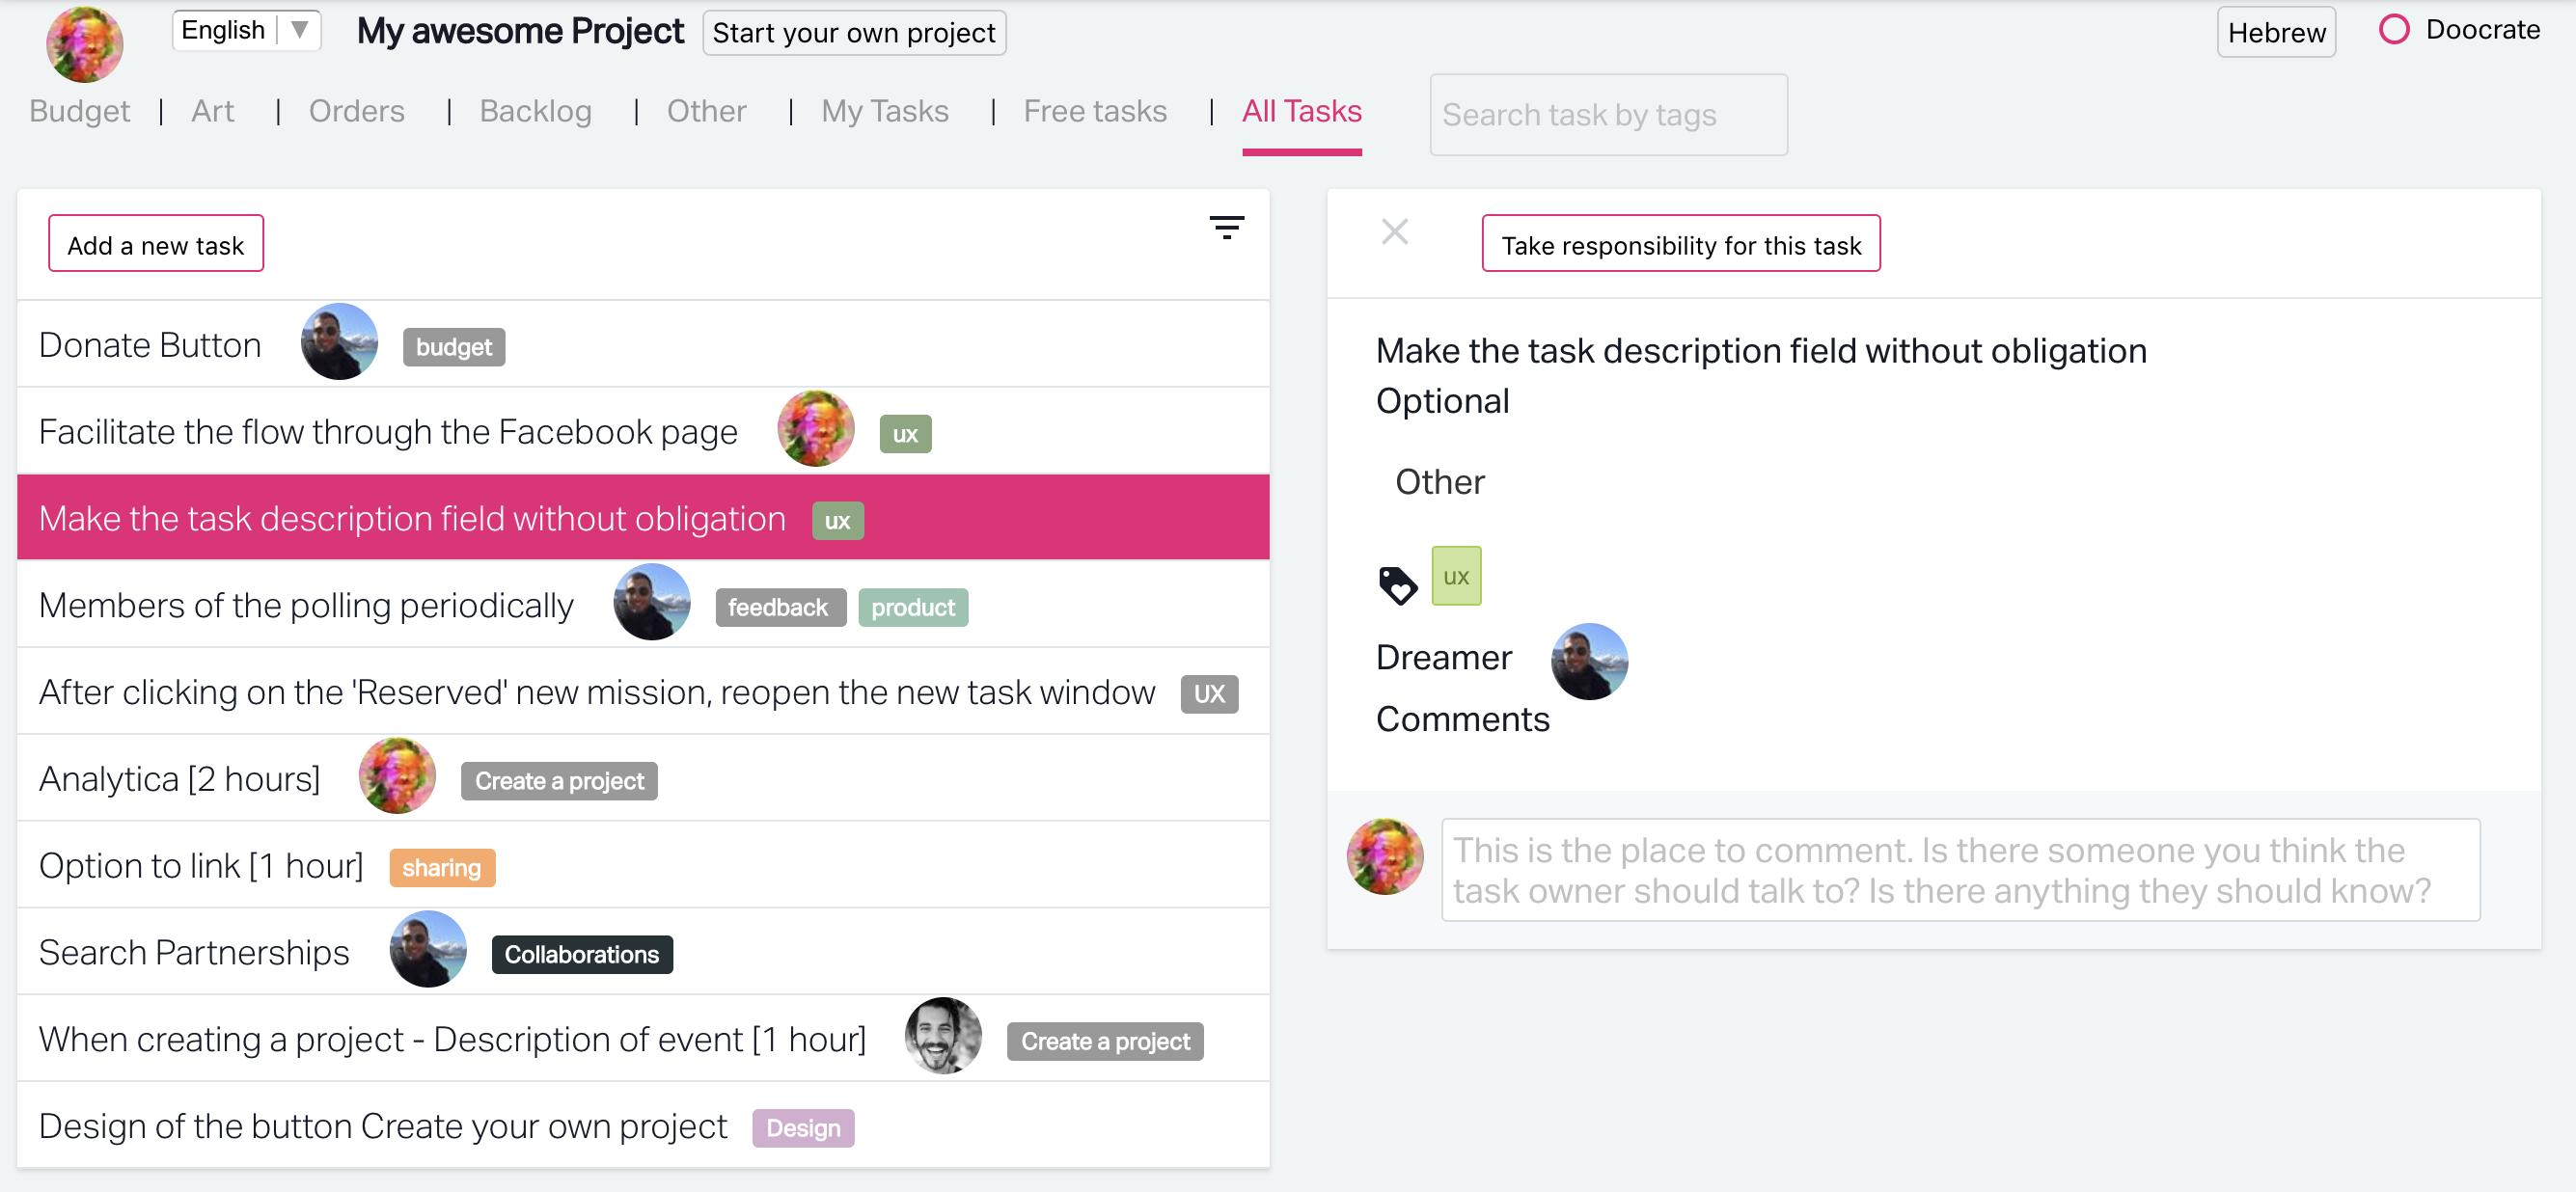 English ▼
My awesome Project
Start your own project
Hebrew
Doocrate
Budget | Art | Orders | Backlog | Other | My Tasks | Free tasks | All Tasks
Search task by tags
Add a new task
Donate Button budget
Facilitate the flow through the Facebook page ux
Make the task description field without obligation ux
Members of the polling periodically feedback product
After clicking on the 'Reserved' new mission, reopen the new task window UX
Analytica [2 hours] Create a project
Option to link [1 hour] sharing
Search Partnerships Collaborations
When creating a project - Description of event [1 hour] Create a project
Design of the button Create your own project Design
Take responsibility for this task
Make the task description field without obligation
Optional
Other
ux
Dreamer
Comments
This is the place to comment. Is there someone you think the
task owner should talk to? Is there anything they should know?